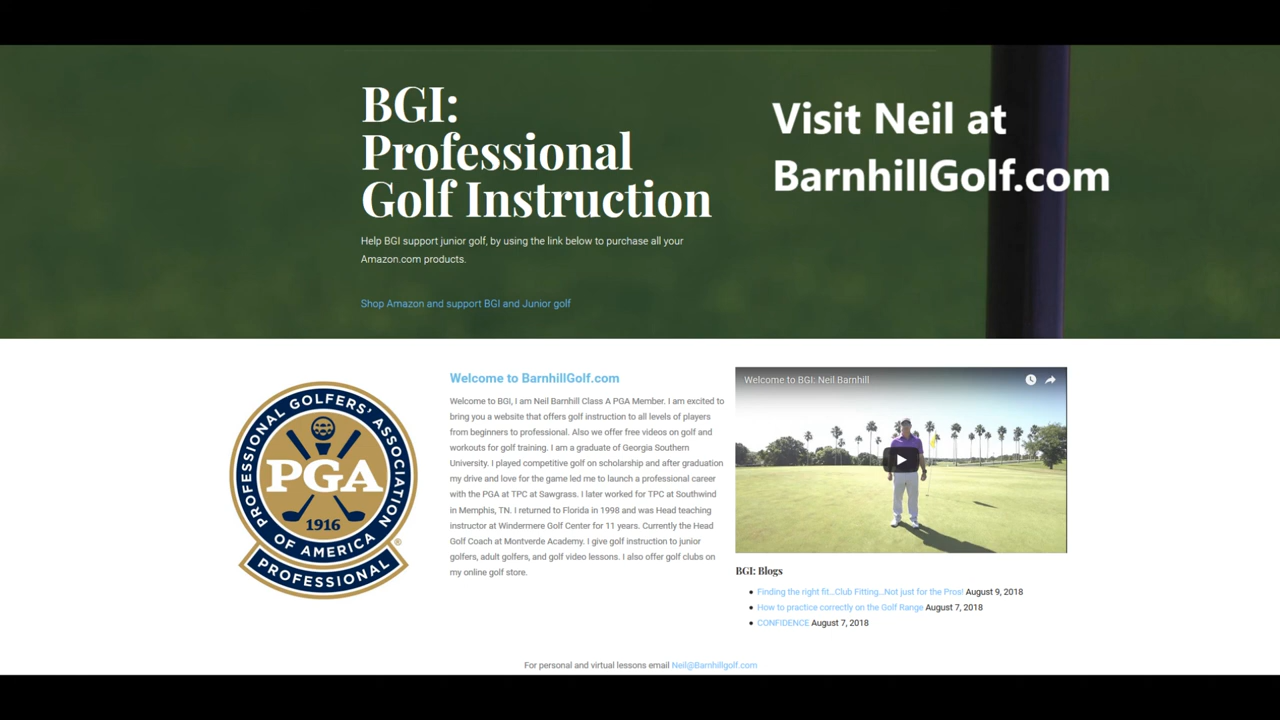 BGI:
Professional
Golf Instruction
Help BGI support junior golf, by using the link below to purchase all your
Amazon.com products.
Shop Amazon and support BGI and Junior golf
Visit Neil at
BarnhillGolf.com
PROFESSIONAL GOLFERS' ASSOCIATION
PGA
1916
OF AMERICA
®
PROFESSIONAL
Welcome to BarnhillGolf.com
Welcome to BGI, I am Neil Barnhill Class A PGA Member. I am excited to
bring you a website that offers golf instruction to all levels of players
from beginners to professional. Also we offer free videos on golf and
workouts for golf training. I am a graduate of Georgia Southern
University. I played competitive golf on scholarship and after graduation
my drive and love for the game led me to launch a professional career
with the PGA at TPC at Sawgrass. I later worked for TPC at Southwind
in Memphis, TN. I returned to Florida in 1998 and was Head teaching
instructor at Windermere Golf Center for 11 years. Currently the Head
Golf Coach at Montverde Academy. I give golf instruction to junior
golfers, adult golfers, and golf video lessons. I also offer golf clubs on
my online golf store.
Welcome to BGI: Neil Barnhill
BGI: Blogs
Finding the right fit...Club Fitting...Not just for the Pros! August 9, 2018
How to practice correctly on the Golf Range August 7, 2018
CONFIDENCE August 7, 2018
For personal and virtual lessons email Neil@Barnhillgolf.com